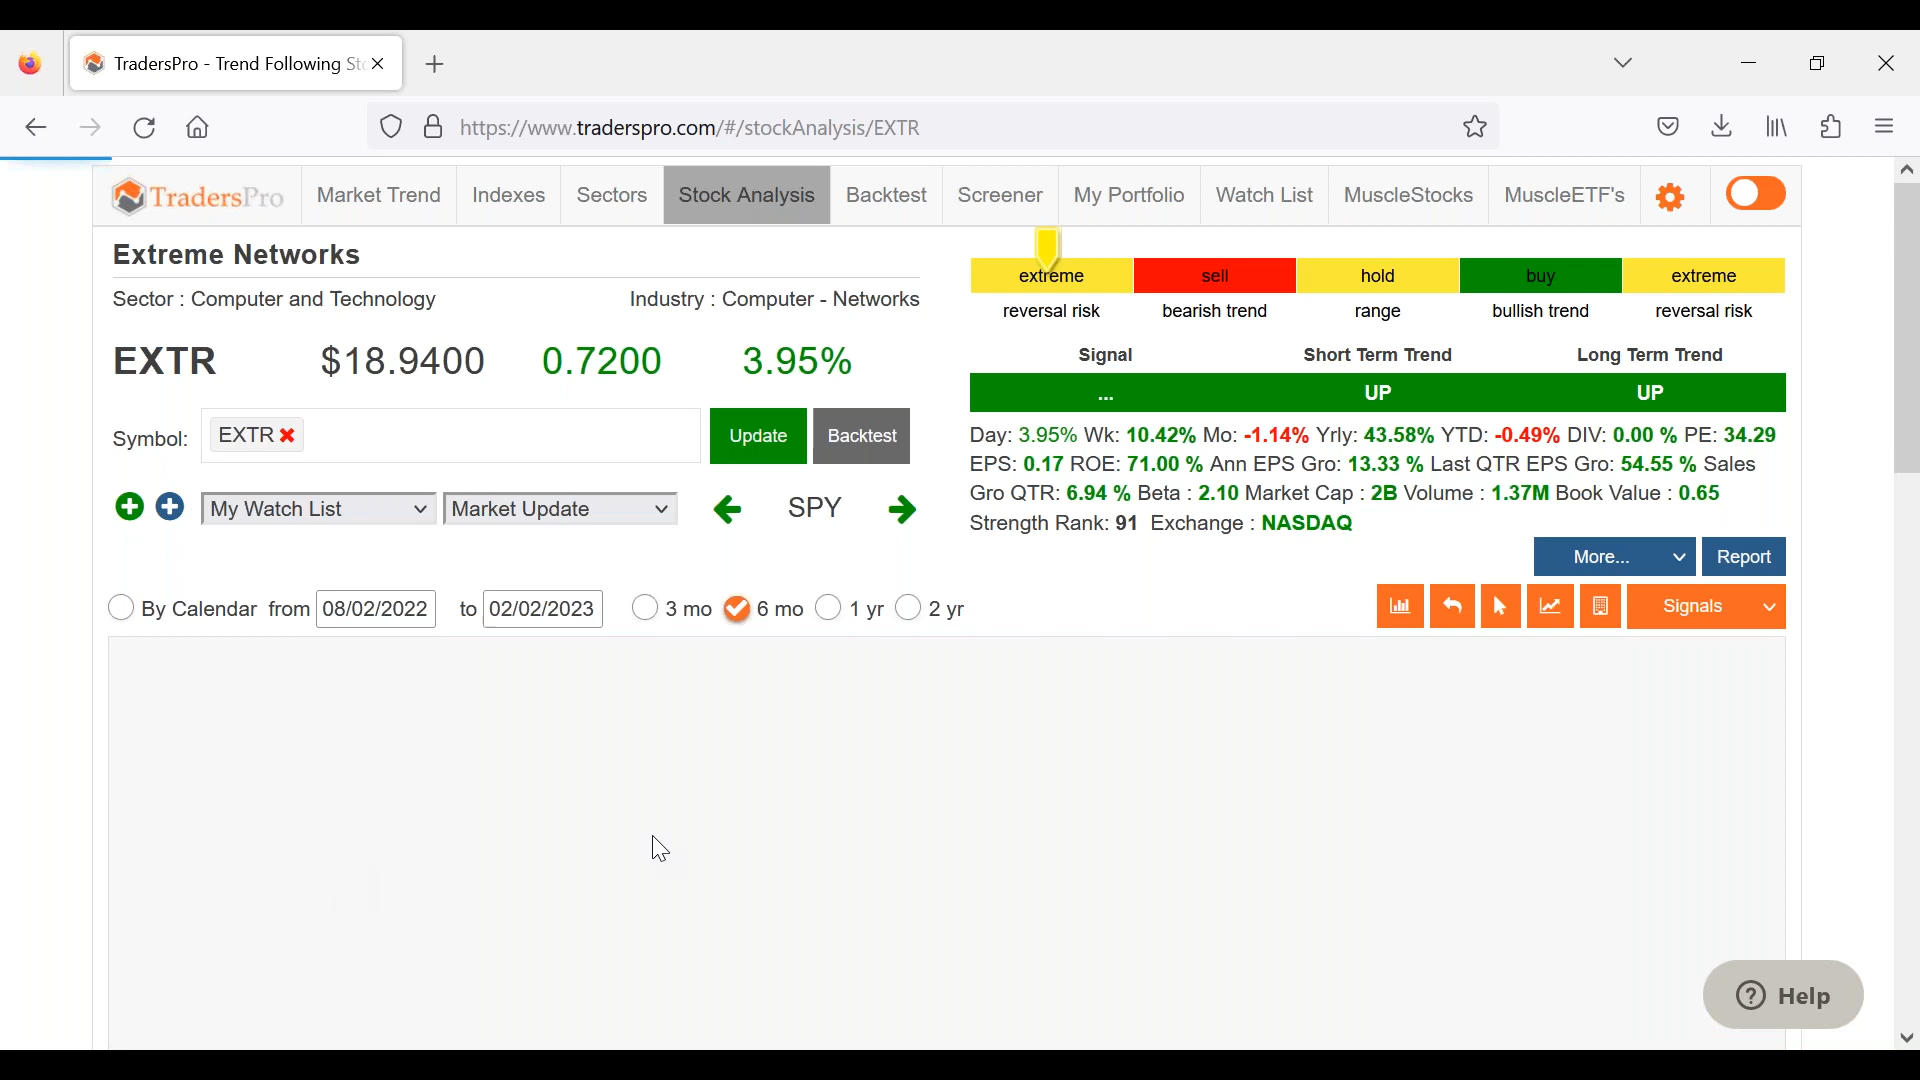 TradersPro - Trend Following Sto
https://www.traderspro.com/#/stockAnalysis/EXTR
TradersPro Market Trend Indexes Sectors Stock Analysis Backtest Screener My Portfolio Watch List MuscleStocks MuscleETF's
Extreme Networks
Sector : Computer and Technology Industry : Computer - Networks
EXTR $18.9400 0.7200 3.95%
Symbol: EXTR Update Backtest
My Watch List Market Update SPY
extreme sell hold buy extreme
reversal risk bearish trend range bullish trend reversal risk
Signal Short Term Trend Long Term Trend
... UP UP
Day: 3.95% Wk: 10.42% Mo: -1.14% Yrly: 43.58% YTD: -0.49% DIV: 0.00 % PE: 34.29
EPS: 0.17 ROE: 71.00 % Ann EPS Gro: 13.33 % Last QTR EPS Gro: 54.55 % Sales
Gro QTR: 6.94 % Beta : 2.10 Market Cap : 2B Volume : 1.37M Book Value : 0.65
Strength Rank: 91 Exchange : NASDAQ
More... Report
By Calendar from 08/02/2022 to 02/02/2023 3 mo 6 mo 1 yr 2 yr Signals
Help